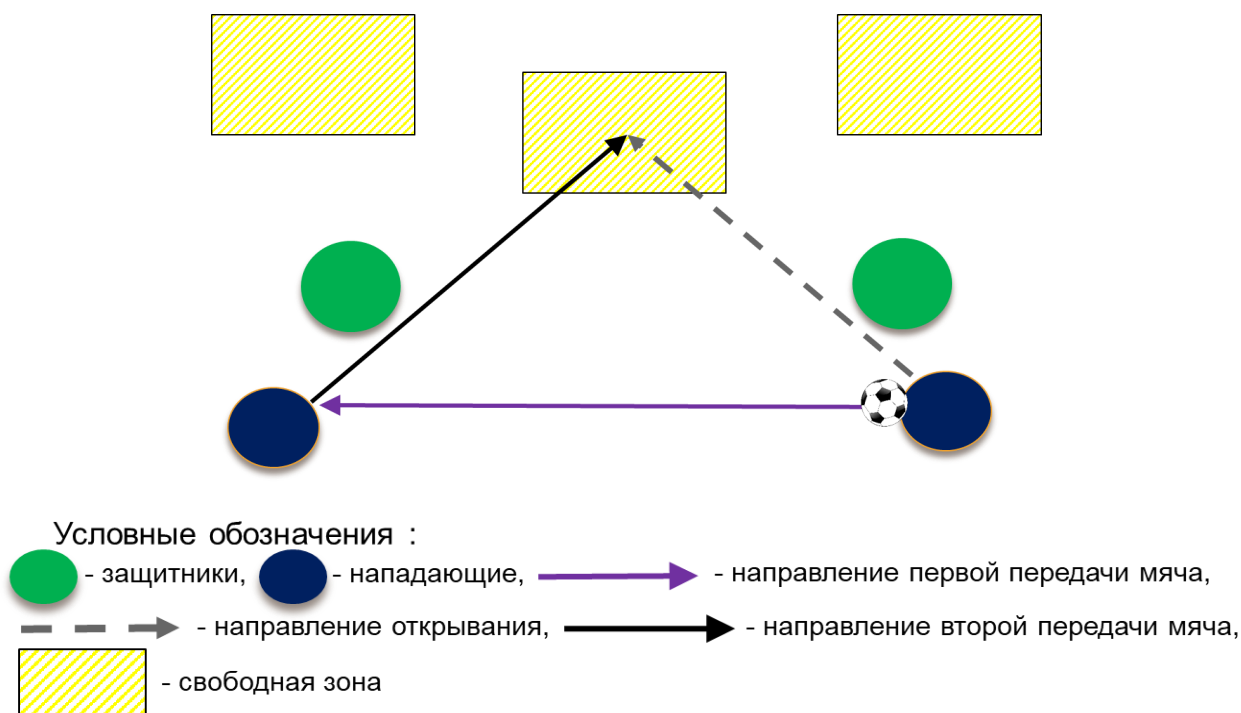 Условные обозначения :
- защитники, - нападающие, - направление первой передачи мяча,
- направление открывания, - направление второй передачи мяча,
- свободная зона